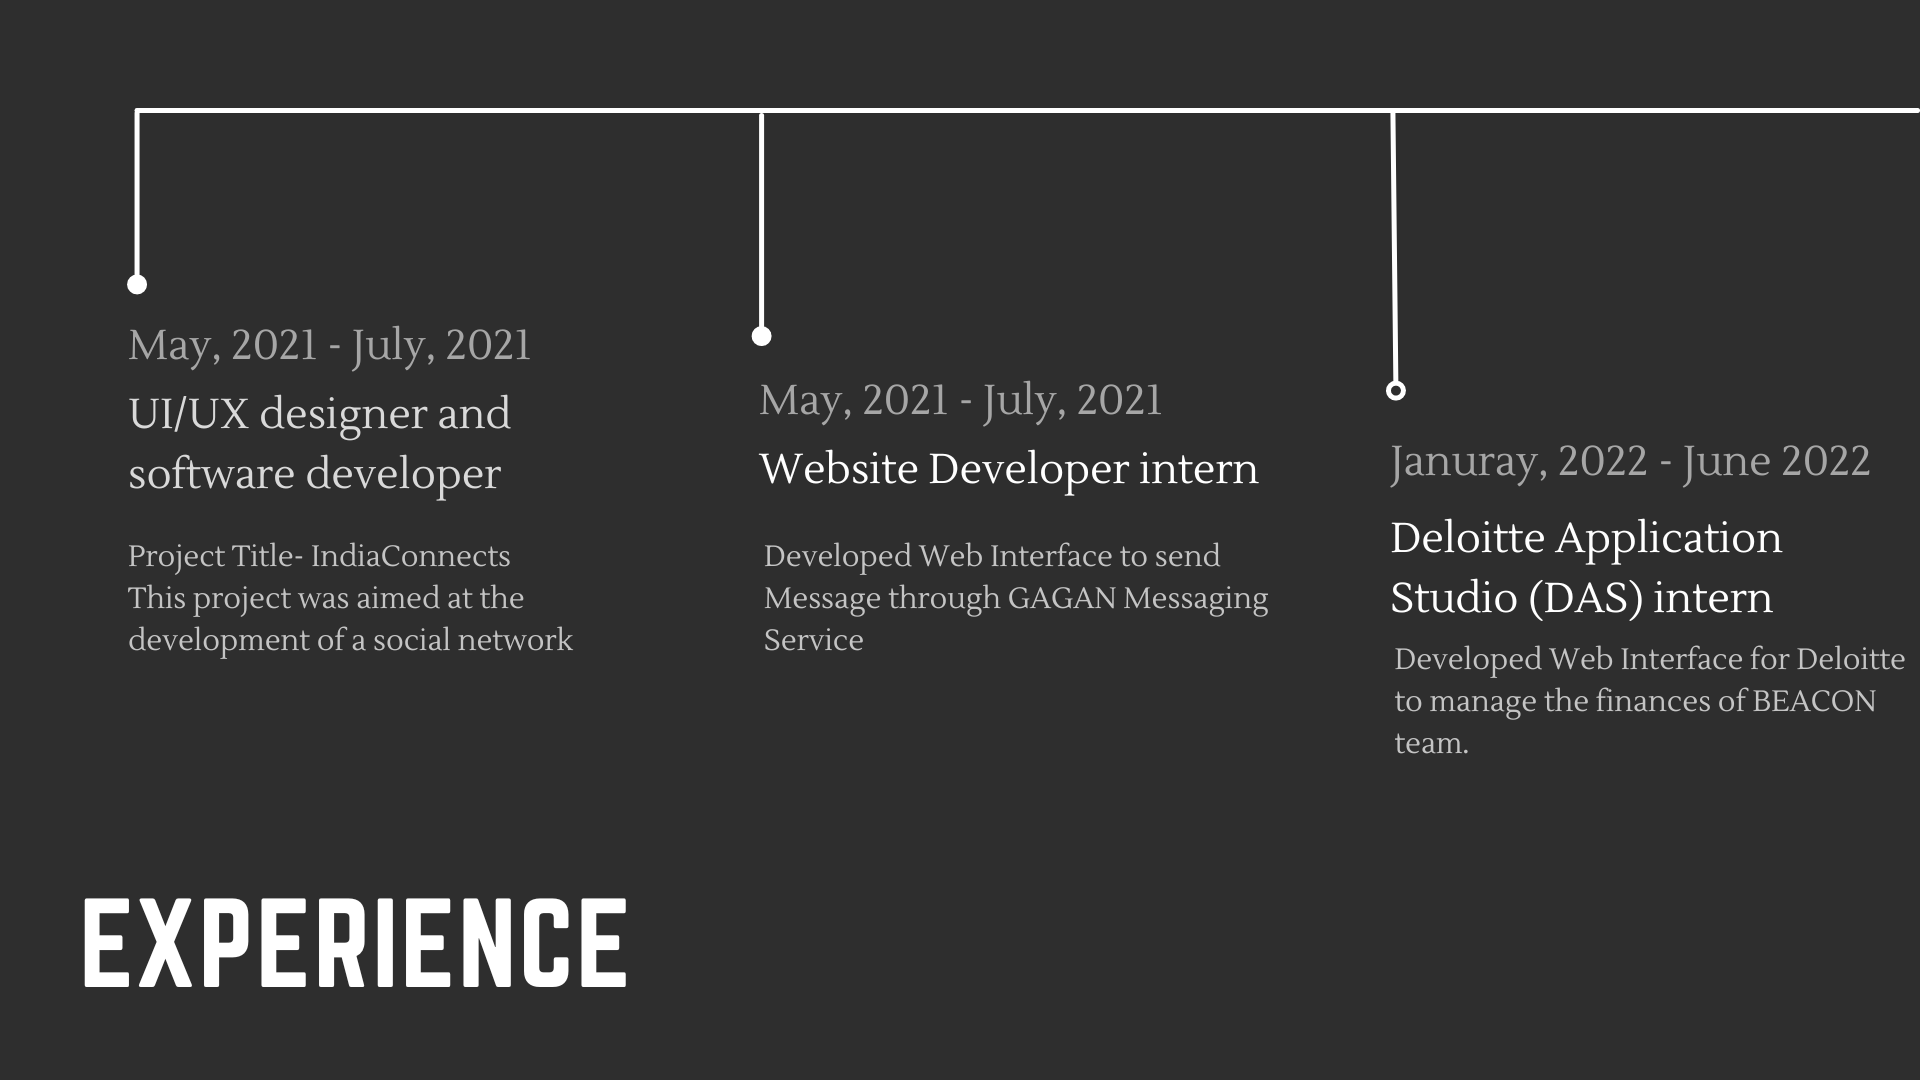 May, 2021 - July, 2021
UI/UX designer and
software developer
Project Title- IndiaConnects
This project was aimed at the
development of a social network
May, 2021 - July, 2021
Website Developer intern
Developed Web Interface to send
Message through GAGAN Messaging
Service
Januray, 2022 - June 2022
Deloitte Application
Studio (DAS) intern
Developed Web Interface for Deloitte
to manage the finances of BEACON
team.
EXPERIENCE